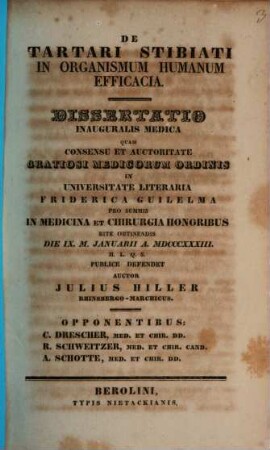 DE
TARTARI STIBIATI
IN ORGANISMUM HUMANUM
EFFICACIA.
DISSERTATIO
INAUGURALIS MEDICA
QUAM
CONSENSU ET AUCTORITATE
GRATIOSI MEDICORUM ORDINIS
IN
UNIVERSITATE LITERARIA
FRIDERICA GUILELMA
PRO SUMMIS
IN MEDICINA ET CHIRURGIA HONORIBUS
RITE OBTINENDIS
DIE IX. M. JANUARII A. MDCCCXXXIII.
H. L. Q. S.
PUBLICE DEFENDET
AUCTOR
JULIUS HILLER
RHINSBERGO-MARCHICUS.
OPPONENTIBUS:
C. DRESCHER, MED. ET CHIR. DD.
R. SCHWEITZER, MED. ET CHIR. CAND.
A. SCHOTTE, MED. ET CHIR. DD.
BEROLINI,
TYPIS NIETACKIANIS.